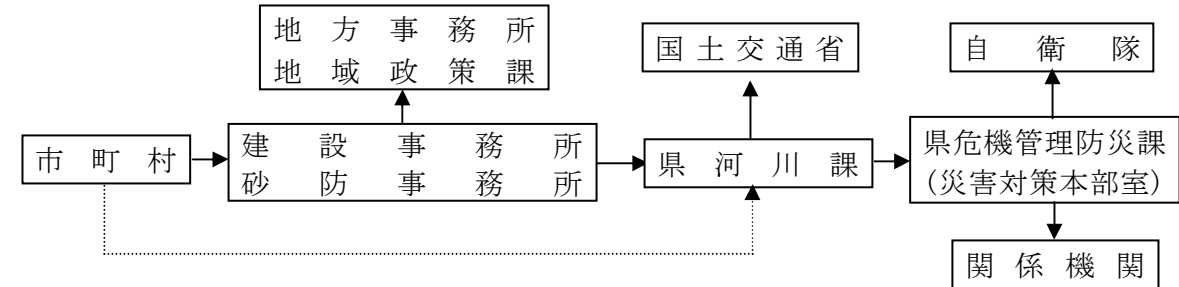 地方事務所
地域政策課
国土交通省
自衛隊
市町村
建設事務所
砂防事務所
県河川課
県危機管理防災課
(災害対策本部室)
関係機関